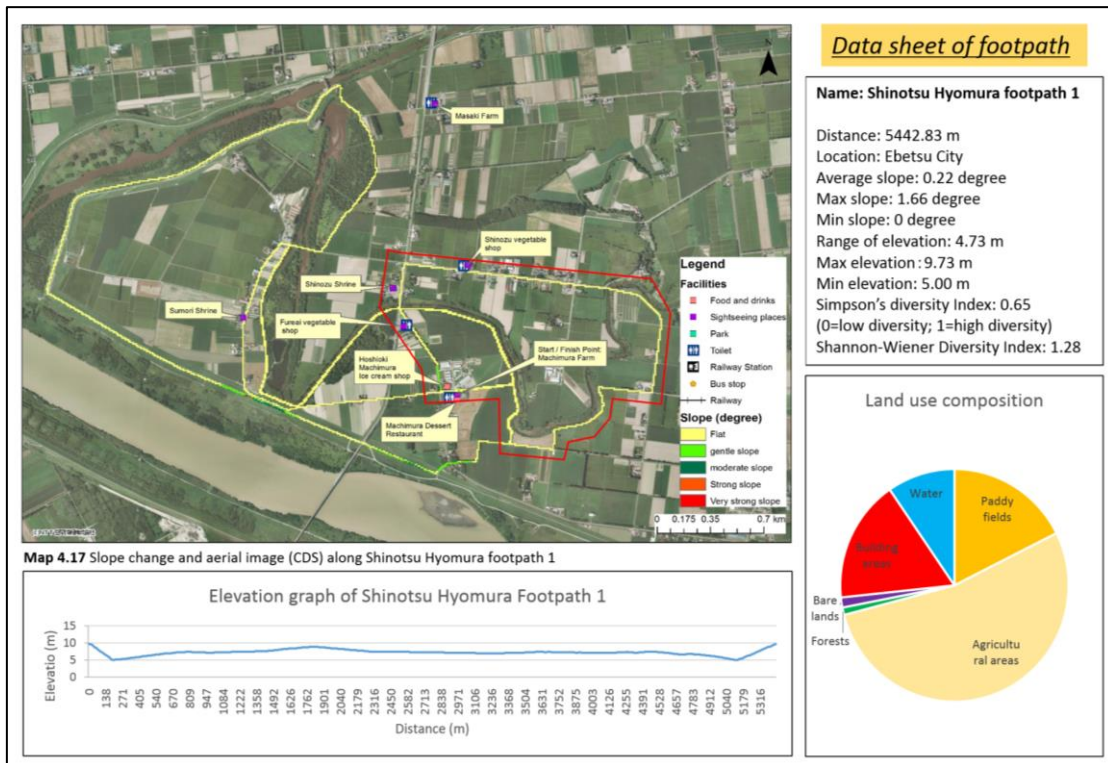 Data sheet of footpath
N
Masaki Farm
Shinozu vegetable
shop
Shinozu Shrine
Sumori Shrine
Fureai vegetable
shop
Hoshioki
Machimura
Ice cream shop
Start / Finish Point:
Machimura Farm
Machimura Dessert
Restaurant
Legend
Facilities
Food and drinks
Sightseeing places
Park
Toilet
Railway Station
Bus stop
Railway
Slope (degree)
Flat
gentle slope
moderate slope
Strong slope
Very strong slope
0 0.175 0.35 0.7 km
Map 4.17 Slope change and aerial image (CDS) along Shinotsu Hyomura footpath 1
Name: Shinotsu Hyomura footpath 1
Distance: 5442.83 m
Location: Ebetsu City
Average slope: 0.22 degree
Max slope: 1.66 degree
Min slope: 0 degree
Range of elevation: 4.73 m
Max elevation: 9.73 m
Min elevation: 5.00 m
Simpson's diversity Index: 0.65
(0=low diversity; 1=high diversity)
Shannon-Wiener Diversity Index: 1.28
Elevation graph of Shinotsu Hyomura Footpath 1
Elevatio (m)
15
10
5
0
0 138 271 405 540 670 809 947 1084 1222 1358 1492 1626 1762 1901 2040 2179 2316 2450 2582 2713 2838 2971 3106 3236 3368 3504 3631 3752 3875 4003 4126 4255 4391 4528 4657 4783 4912 5040 5179 5316
Distance (m)
Land use composition
Water
Paddy
fields
Building
areas
Bare
lands
Forests
Agricultu
ral areas